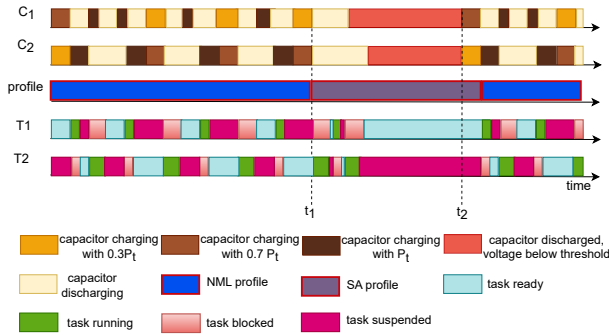 C1
C2
profile
T1
T2
time
t1
t2
capacitor charging with 0.3Pt
capacitor charging with 0.7 Pt
capacitor charging with Pt
capacitor discharged, voltage below threshold
capacitor discharging
NML profile
SA profile
task ready
task running
task blocked
task suspended